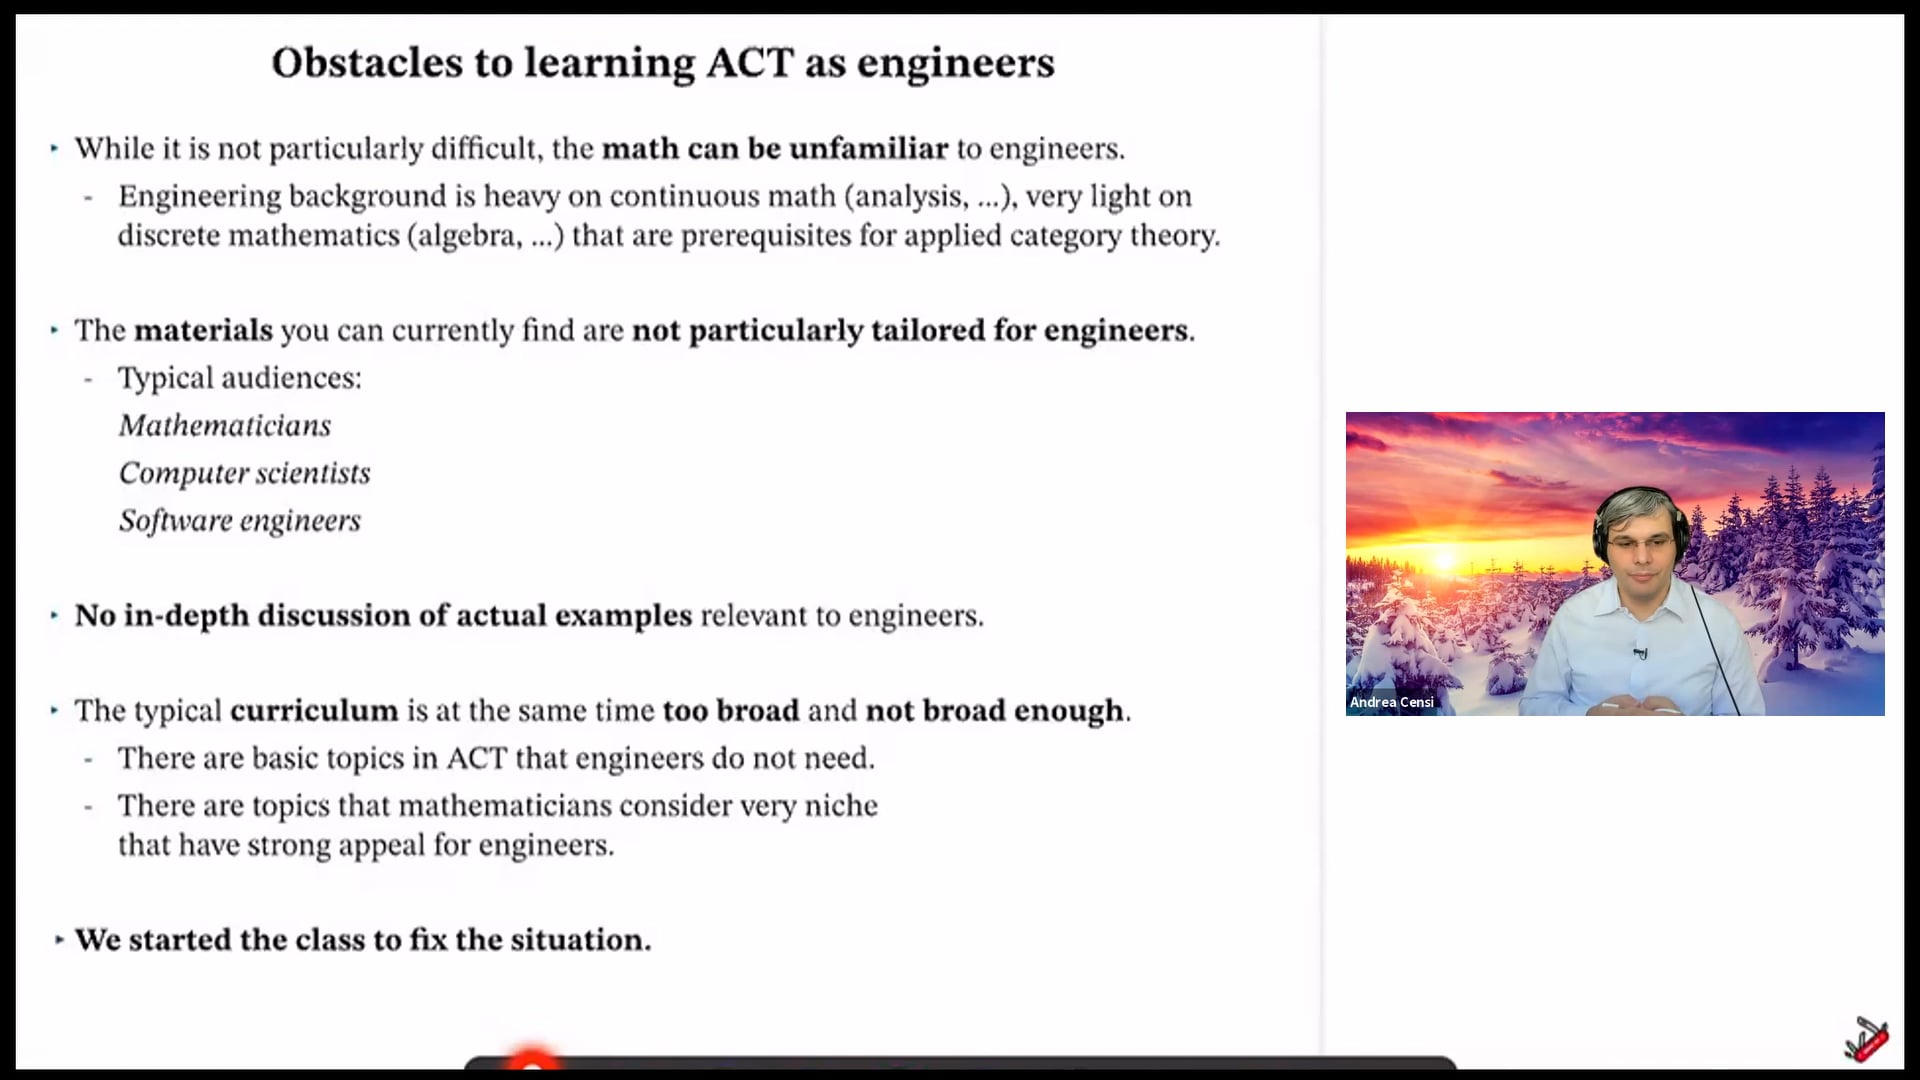 Obstacles to learning ACT as engineers
‣ While it is not particularly difficult, the math can be unfamiliar to engineers.
- Engineering background is heavy on continuous math (analysis, ...), very light on
discrete mathematics (algebra, ...) that are prerequisites for applied category theory.
‣ The materials you can currently find are not particularly tailored for engineers.
- Typical audiences:
Mathematicians
Computer scientists
Software engineers
‣ No in-depth discussion of actual examples relevant to engineers.
‣ The typical curriculum is at the same time too broad and not broad enough.
- There are basic topics in ACT that engineers do not need.
- There are topics that mathematicians consider very niche
that have strong appeal for engineers.
‣ We started the class to fix the situation.
Andrea Censi